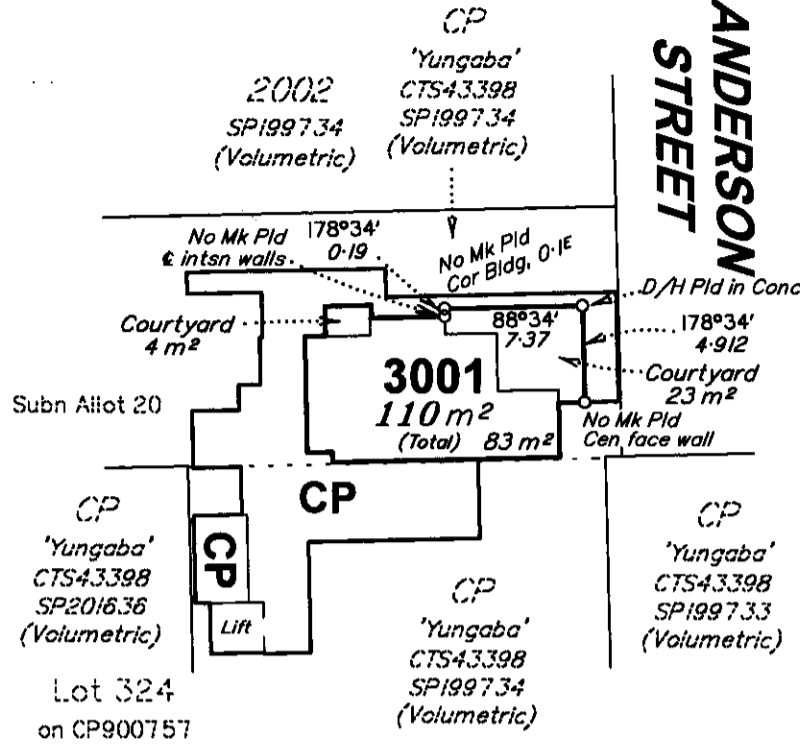 ANDERSON
STREET
CP
'Yungaba'
CTS43398
SP199734
(Volumetric)
2002
SP199734
(Volumetric)
No Mk Pld
℄ intsn walls
178°34'
0·19
No Mk Pld
Cor Bldg, 0·1E
D/H Pld in Conc
Courtyard
4 m²
88°34'
7·37
178°34'
4·912
Courtyard
23 m²
3001
110 m²
(Total) 83 m²
No Mk Pld
Cen face wall
Subn Allot 20
CP
CP
'Yungaba'
CTS43398
SP201636
(Volumetric)
CP
Lift
CP
'Yungaba'
CTS43398
SP199734
(Volumetric)
CP
'Yungaba'
CTS43398
SP199733
(Volumetric)
Lot 324
on CP900757